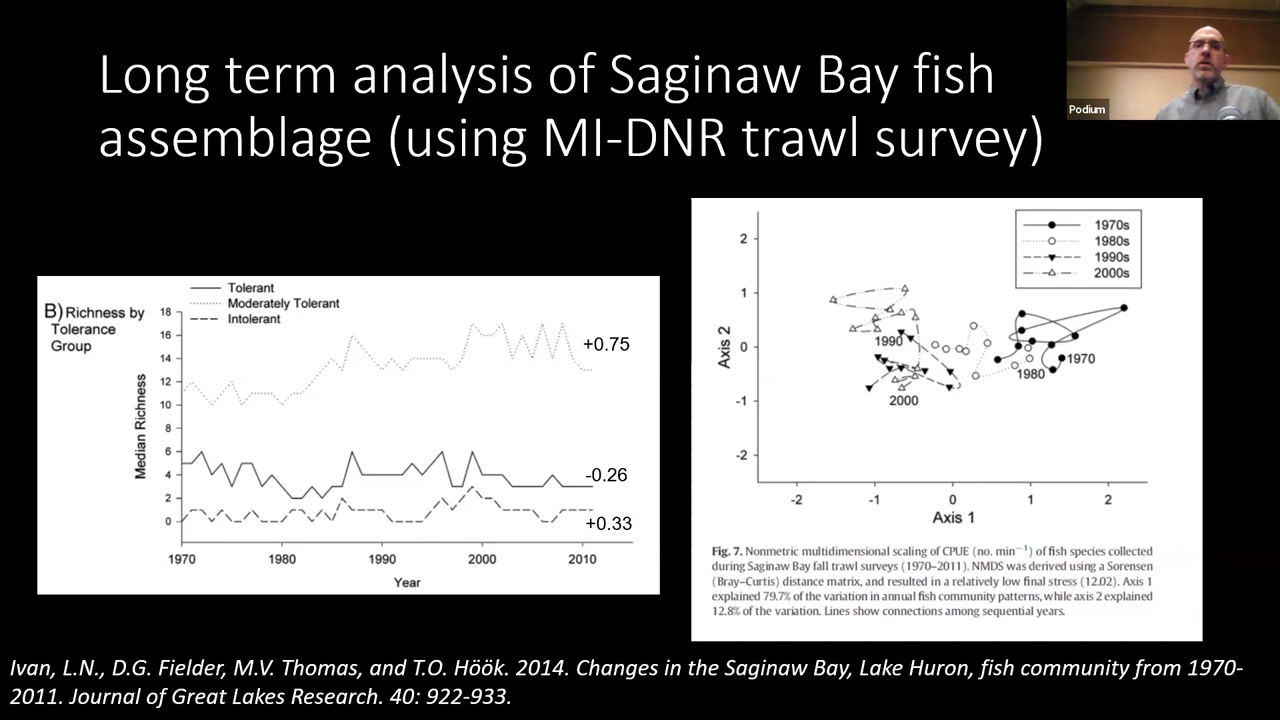 Long term analysis of Saginaw Bay fish
assemblage (using MI-DNR trawl survey)
Podium
B) Richness by
Tolerance
Group
Tolerant
Moderately Tolerant
Intolerant
Median Richness
18
16
14
12
10
8
6
4
2
0
+0.75
-0.26
+0.33
1970
1980
1990
2000
2010
Year
1970s
1980s
1990s
2000s
Axis 2
2
1
0
-1
-2
1990
2000
1980
1970
-2
-1
0
1
2
Axis 1
Fig. 7. Nonmetric multidimensional scaling of CPUE (no. min⁻¹) of fish species collected
during Saginaw Bay fall trawl surveys (1970–2011). NMDS was derived using a Sorensen
(Bray–Curtis) distance matrix, and resulted in a relatively low final stress (12.02). Axis 1
explained 79.7% of the variation in annual fish community patterns, while axis 2 explained
12.8% of the variation. Lines show connections among sequential years.
Ivan, L.N., D.G. Fielder, M.V. Thomas, and T.O. Höök. 2014. Changes in the Saginaw Bay, Lake Huron, fish community from 1970-
2011. Journal of Great Lakes Research. 40: 922-933.